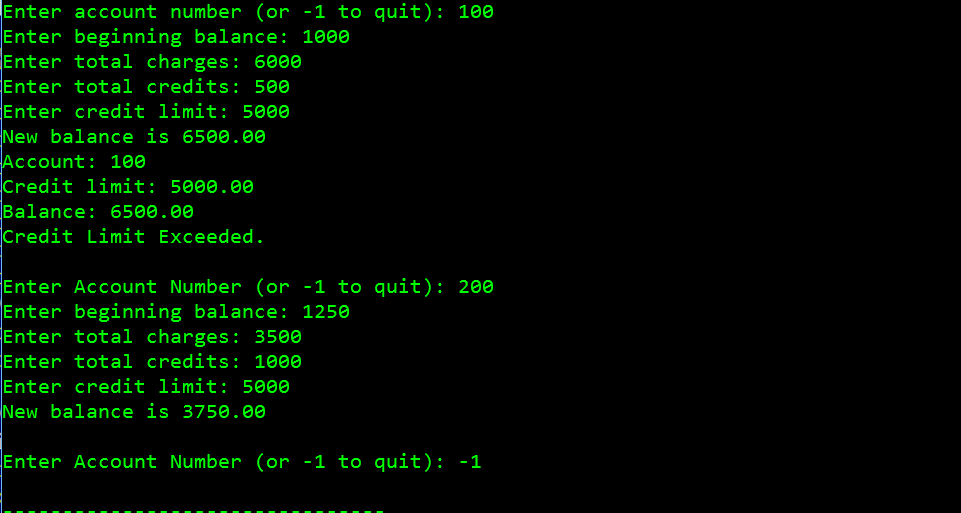 Enter account number (or -1 to quit): 100
Enter beginning balance: 1000
Enter total charges: 6000
Enter total credits: 500
Enter credit limit: 5000
New balance is 6500.00
Account: 100
Credit limit: 5000.00
Balance: 6500.00
Credit Limit Exceeded.
Enter Account Number (or -1 to quit): 200
Enter beginning balance: 1250
Enter total charges: 3500
Enter total credits: 1000
Enter credit limit: 5000
New balance is 3750.00
Enter Account Number (or -1 to quit): -1
--------------------------------